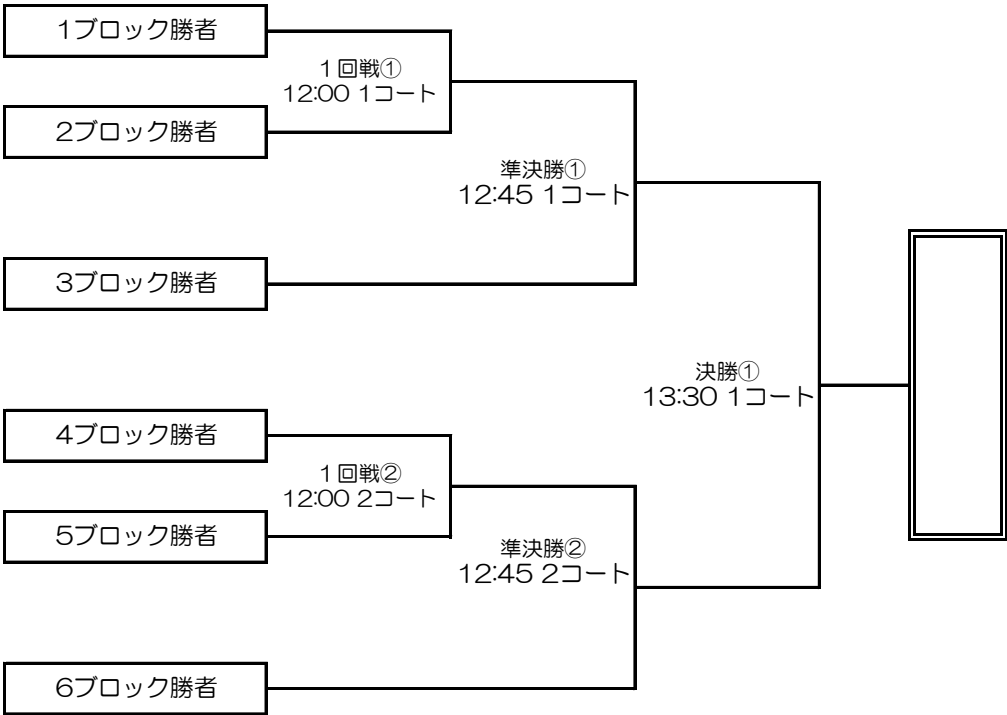 1ブロック勝者
1回戦①
12:00 1コート
2ブロック勝者
準決勝①
12:45 1コート
3ブロック勝者
決勝①
13:30 1コート
4ブロック勝者
1回戦②
12:00 2コート
5ブロック勝者
準決勝②
12:45 2コート
6ブロック勝者